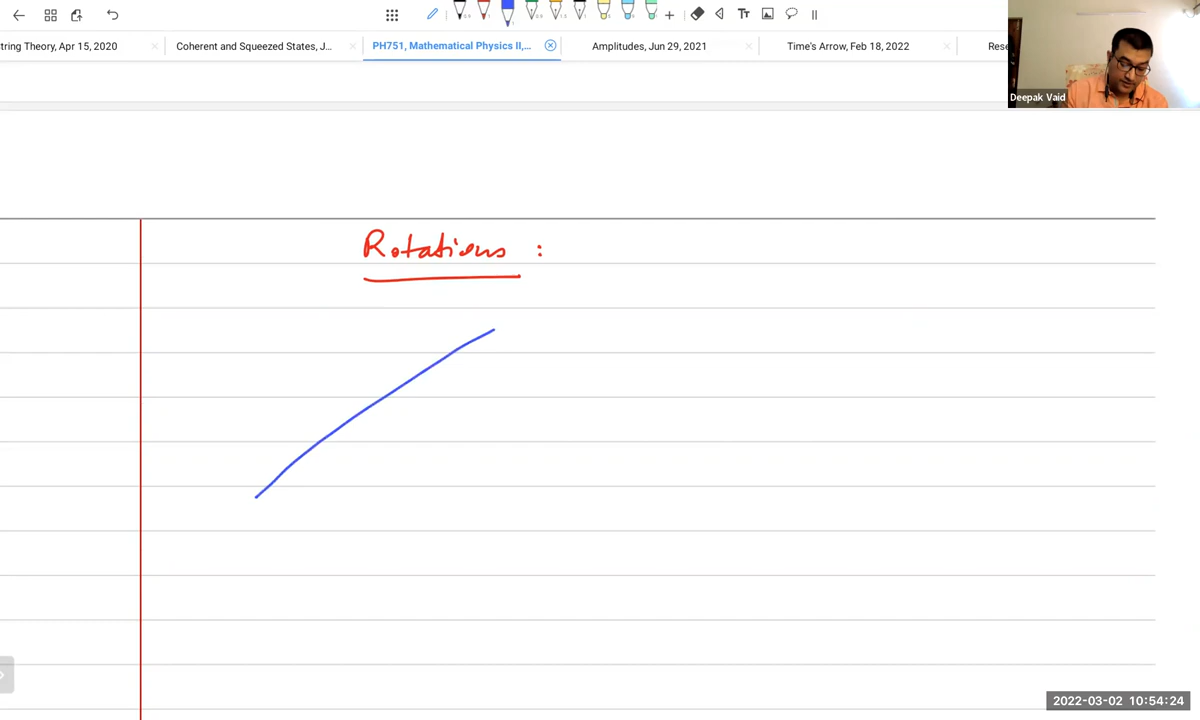 tring Theory, Apr 15, 2020
Coherent and Squeezed States, J...
PH751, Mathematical Physics II,...
Amplitudes, Jun 29, 2021
Time's Arrow, Feb 18, 2022
Rese
Deepak Vaid
Rotations :
2022-03-02 10:54:24